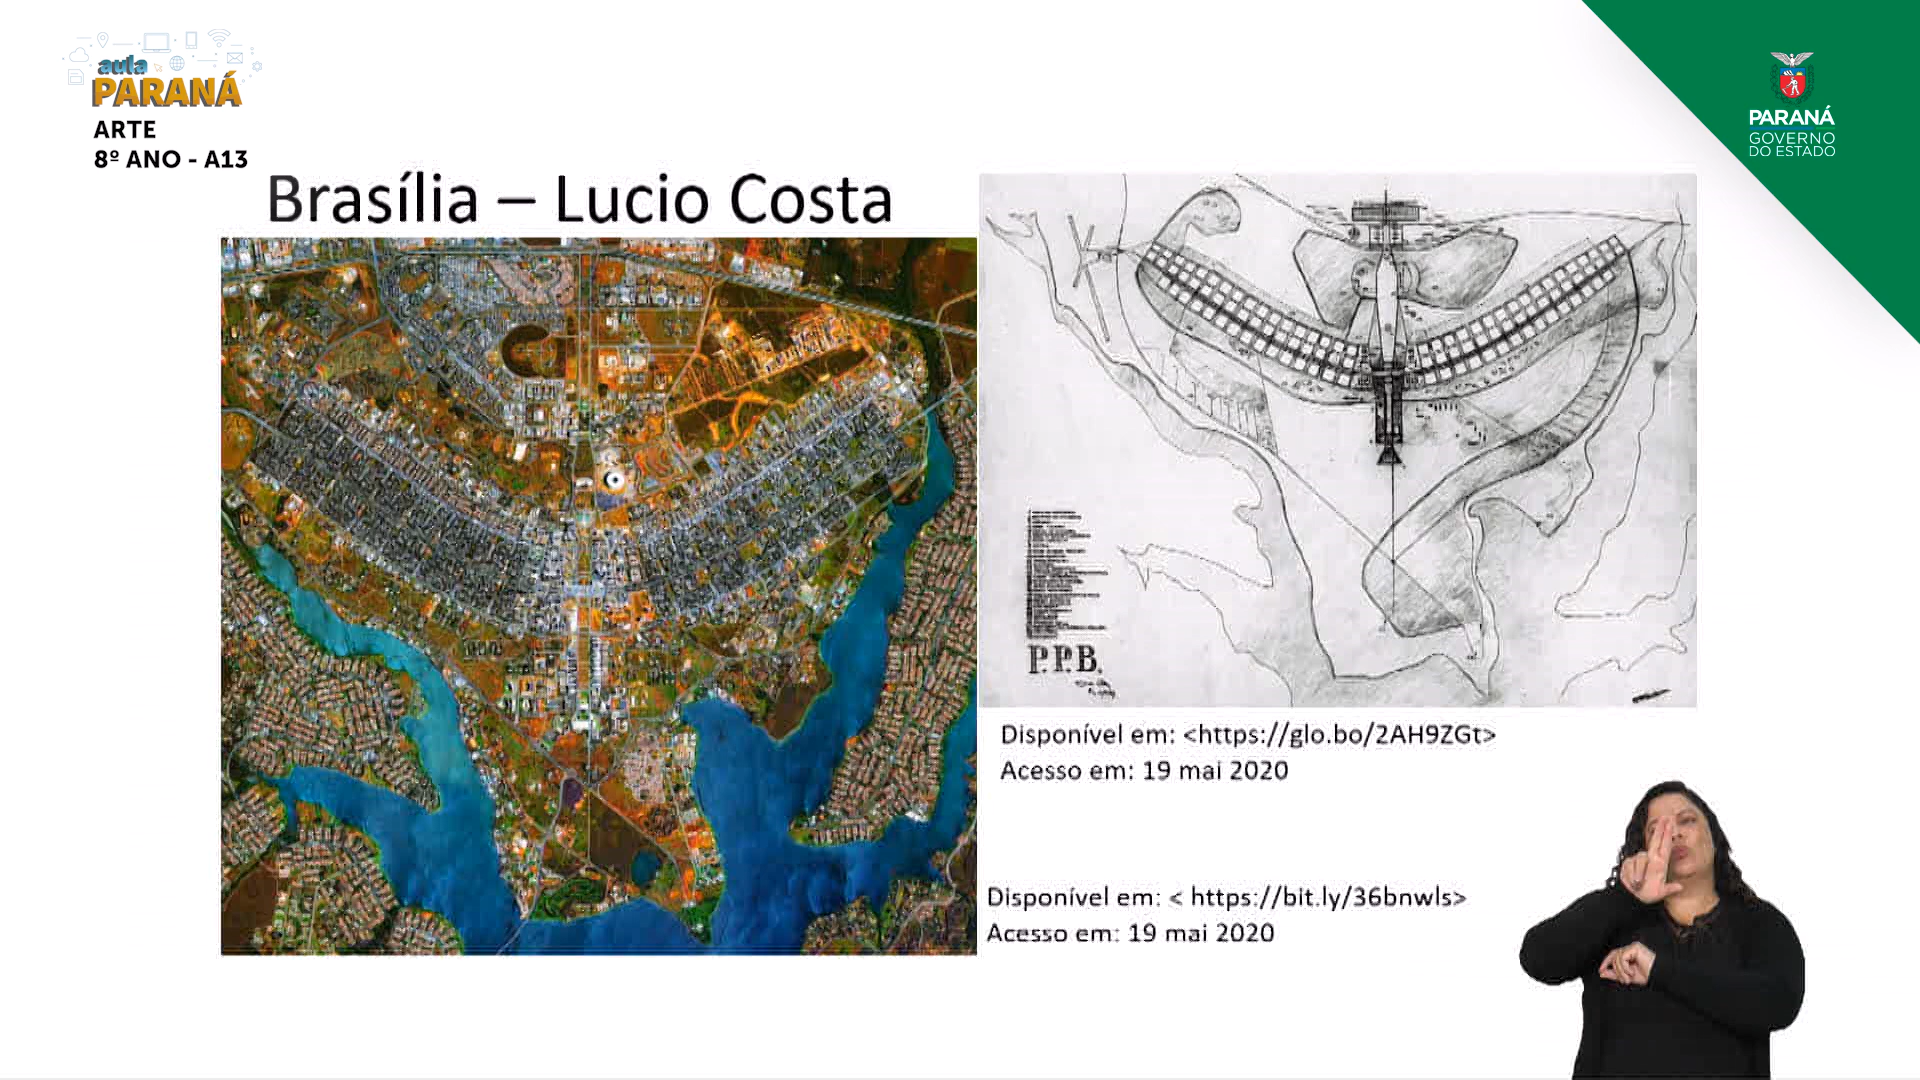 aula
PARANÁ
ARTE
8º ANO - A13
PARANÁ
GOVERNO
DO ESTADO
Brasília – Lucio Costa
P.P.B.
Disponível em: <https://glo.bo/2AH9ZGt>
Acesso em: 19 mai 2020
Disponível em: < https://bit.ly/36bnwls>
Acesso em: 19 mai 2020